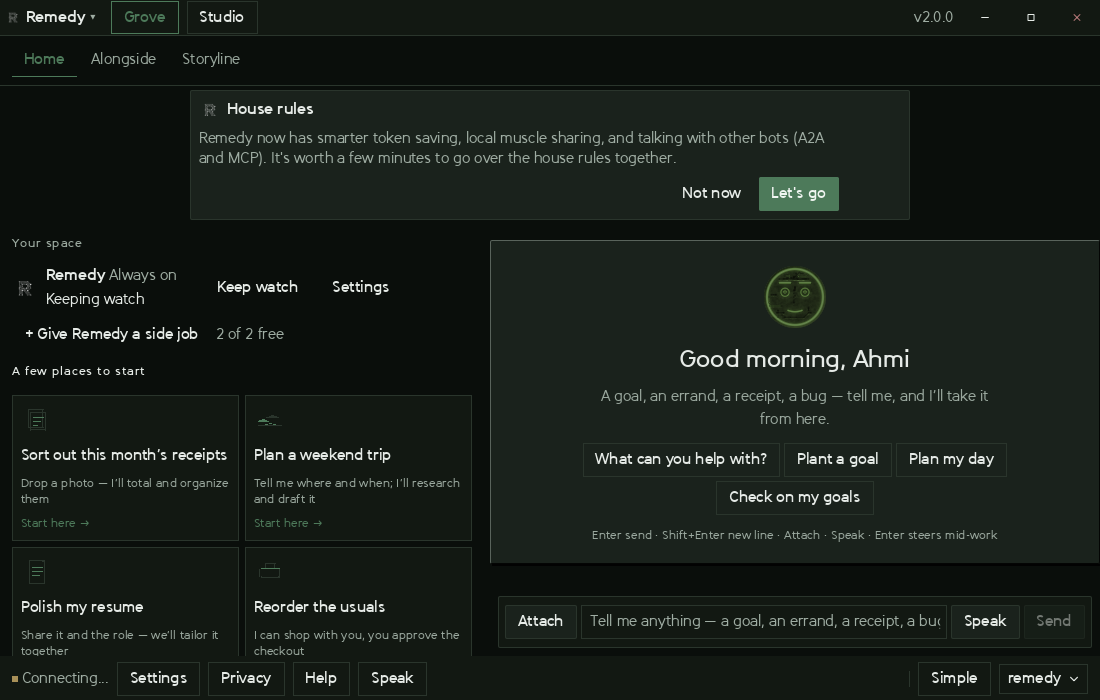 Remedy
Grove
Studio
v2.0.0
Home
Alongside
Storyline
House rules
Remedy now has smarter token saving, local muscle sharing, and talking with other bots (A2A
and MCP). It's worth a few minutes to go over the house rules together.
Not now
Let's go
Your space
Remedy Always on
Keeping watch
Keep watch
Settings
+ Give Remedy a side job
2 of 2 free
A few places to start
Sort out this month's receipts
Drop a photo — I'll total and organize
them
Start here →
Plan a weekend trip
Tell me where and when; I'll research
and draft it
Start here →
Polish my resume
Share it and the role — we'll tailor it
together
Reorder the usuals
I can shop with you, you approve the
checkout
Good morning, Ahmi
A goal, an errand, a receipt, a bug — tell me, and I'll take it
from here.
What can you help with?
Plant a goal
Plan my day
Check on my goals
Enter send · Shift+Enter new line · Attach · Speak · Enter steers mid-work
Attach
Tell me anything — a goal, an errand, a receipt, a bug
Speak
Send
Connecting...
Settings
Privacy
Help
Speak
Simple
remedy